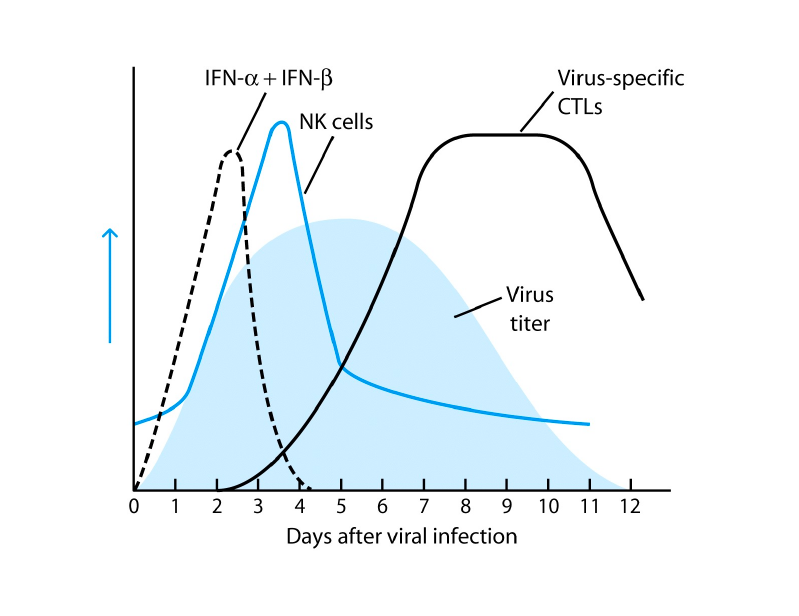 IFN-α + IFN-β
Virus-specific
CTLs
NK cells
Virus
titer
0 1 2 3 4 5 6 7 8 9 10 11 12
Days after viral infection